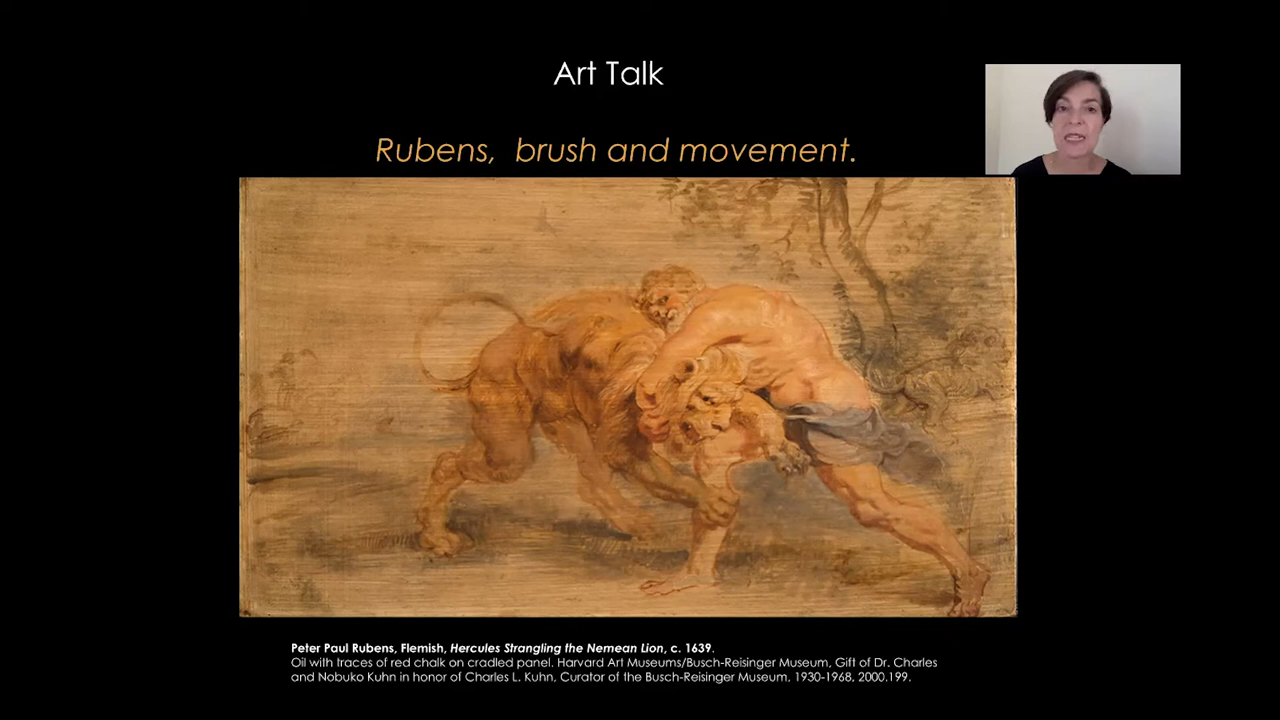 Art Talk
Rubens, brush and movement.
Peter Paul Rubens, Flemish, Hercules Strangling the Nemean Lion, c. 1639.
Oil with traces of red chalk on cradled panel. Harvard Art Museums/Busch-Reisinger Museum, Gift of Dr. Charles
and Nobuko Kuhn in honor of Charles L. Kuhn, Curator of the Busch-Reisinger Museum, 1930-1968, 2000.199.